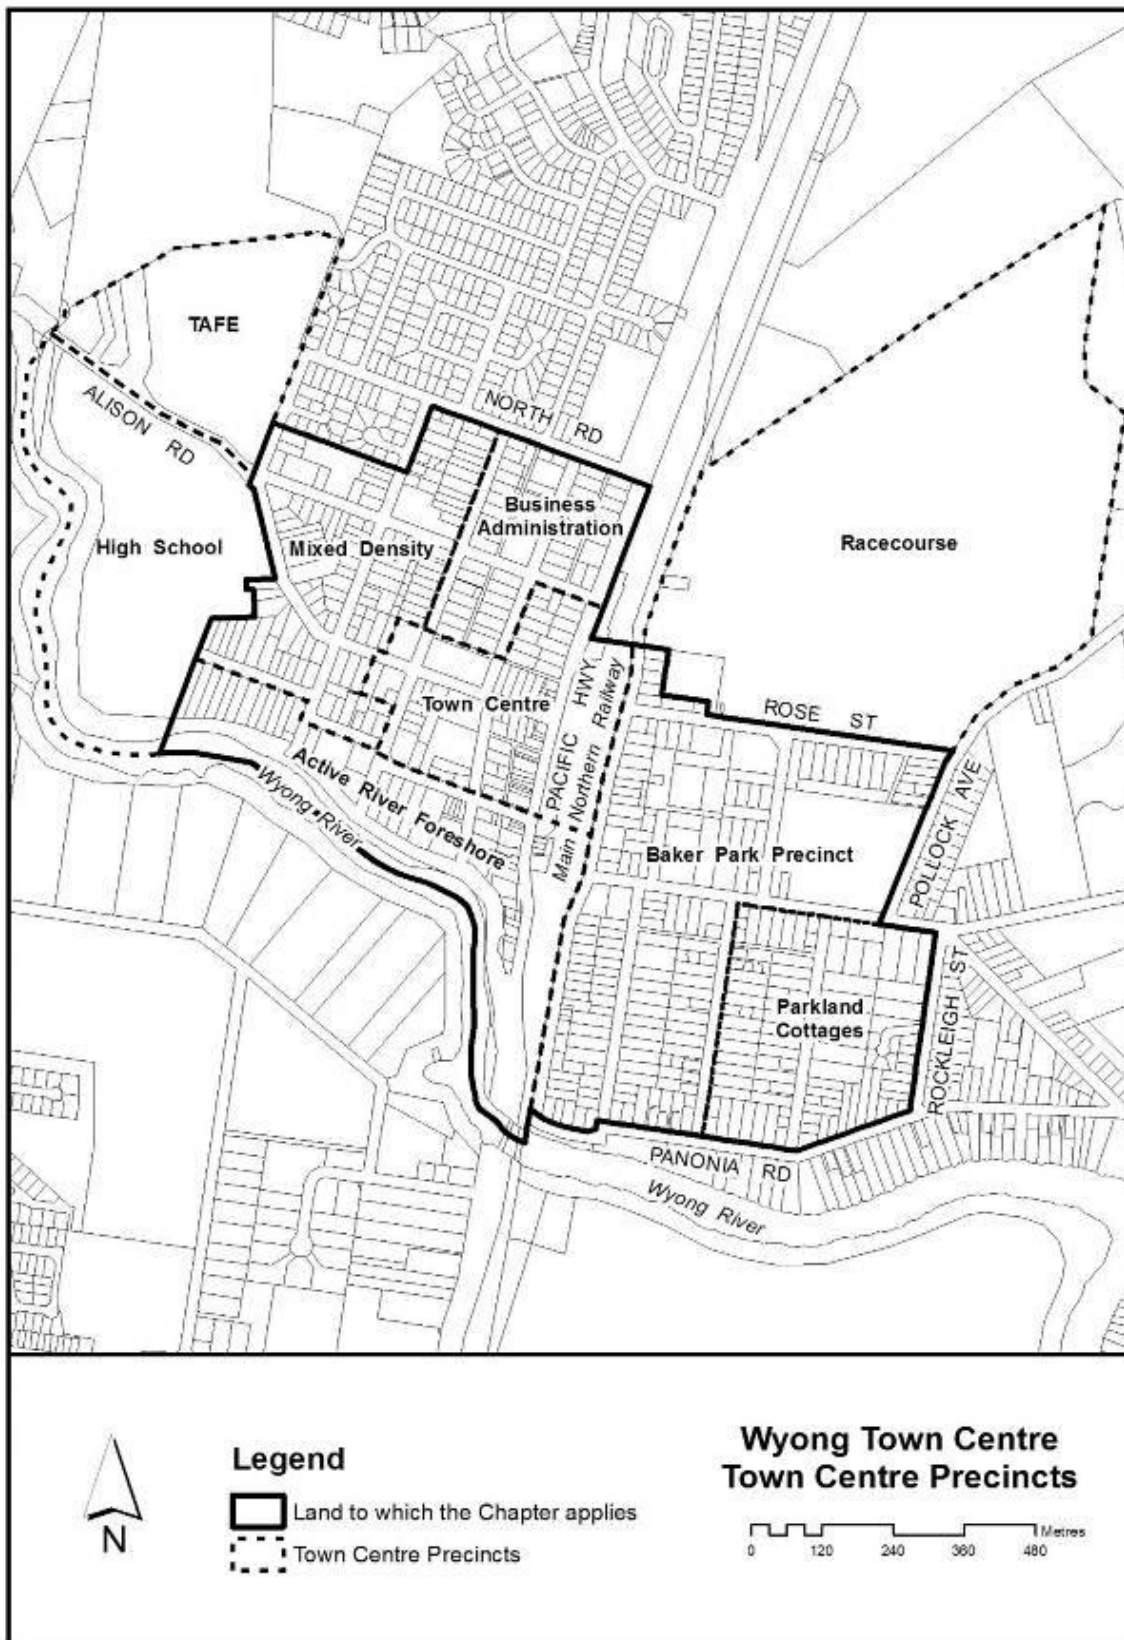 TAFE
ALISON RD
NORTH RD
Business
Administration
High School
Mixed Density
Racecourse
Town Centre
PACIFIC HWY
Main Northern Railway
ROSE ST
Active River Foreshore
Wyong River
POLLOCK AVE
Baker Park Precinct
Parkland
Cottages
ROCKLEIGH ST
PANONIA RD
Wyong River
N
Legend
Land to which the Chapter applies
Town Centre Precincts
Wyong Town Centre
Town Centre Precincts
Metres
0 120 240 360 480